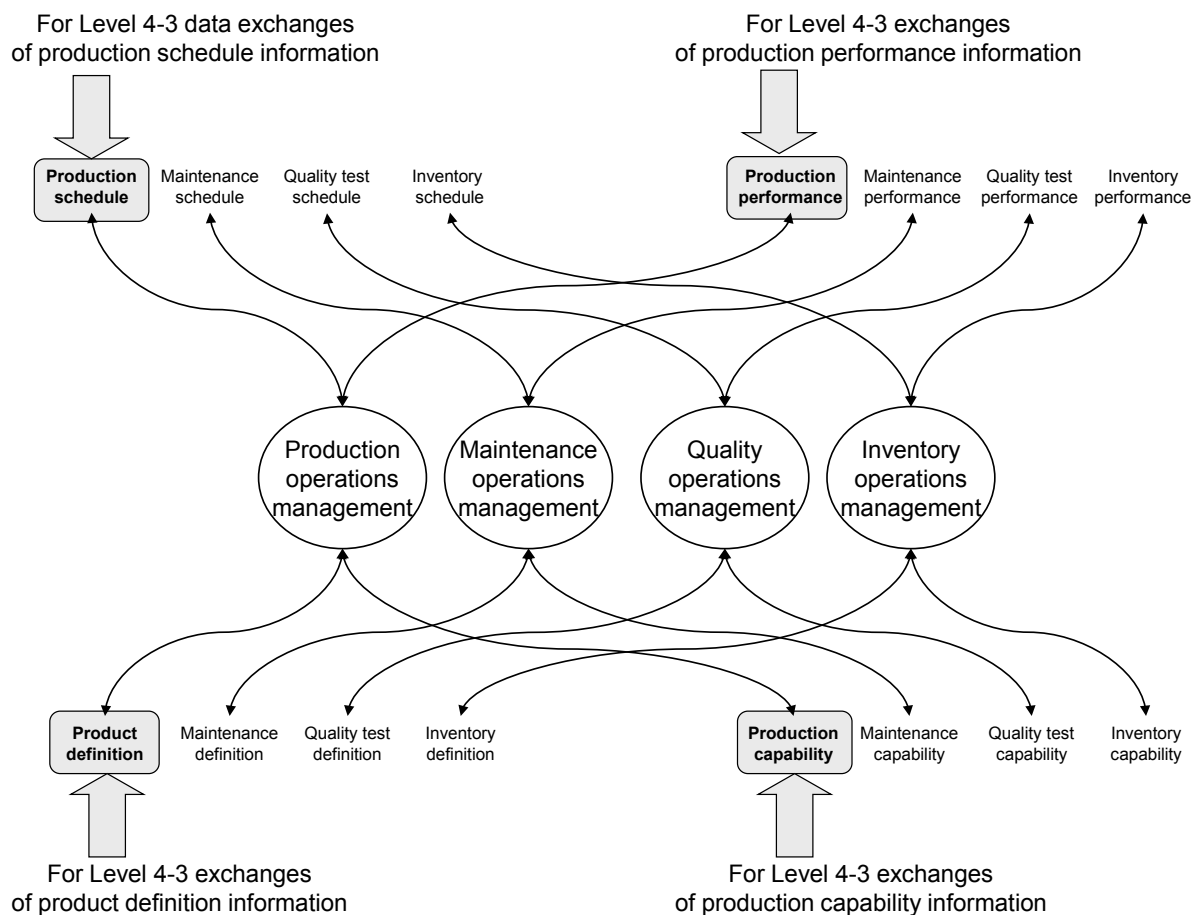 For Level 4-3 data exchanges
of production schedule information
For Level 4-3 exchanges
of production performance information
Production
schedule
Maintenance
schedule
Quality test
schedule
Inventory
schedule
Production
performance
Maintenance
performance
Quality test
performance
Inventory
performance
Production
operations
management
Maintenance
operations
management
Quality
operations
management
Inventory
operations
management
Product
definition
Maintenance
definition
Quality test
definition
Inventory
definition
Production
capability
Maintenance
capability
Quality test
capability
Inventory
capability
For Level 4-3 exchanges
of product definition information
For Level 4-3 exchanges
of production capability information